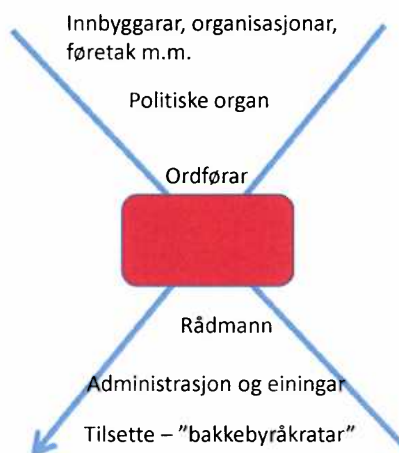 Innbyggarar, organisasjonar,
føretak m.m.
Politiske organ
Ordførar
Rådmann
Administrasjon og einingar
Tilsette – ”bakkebyråkratar”